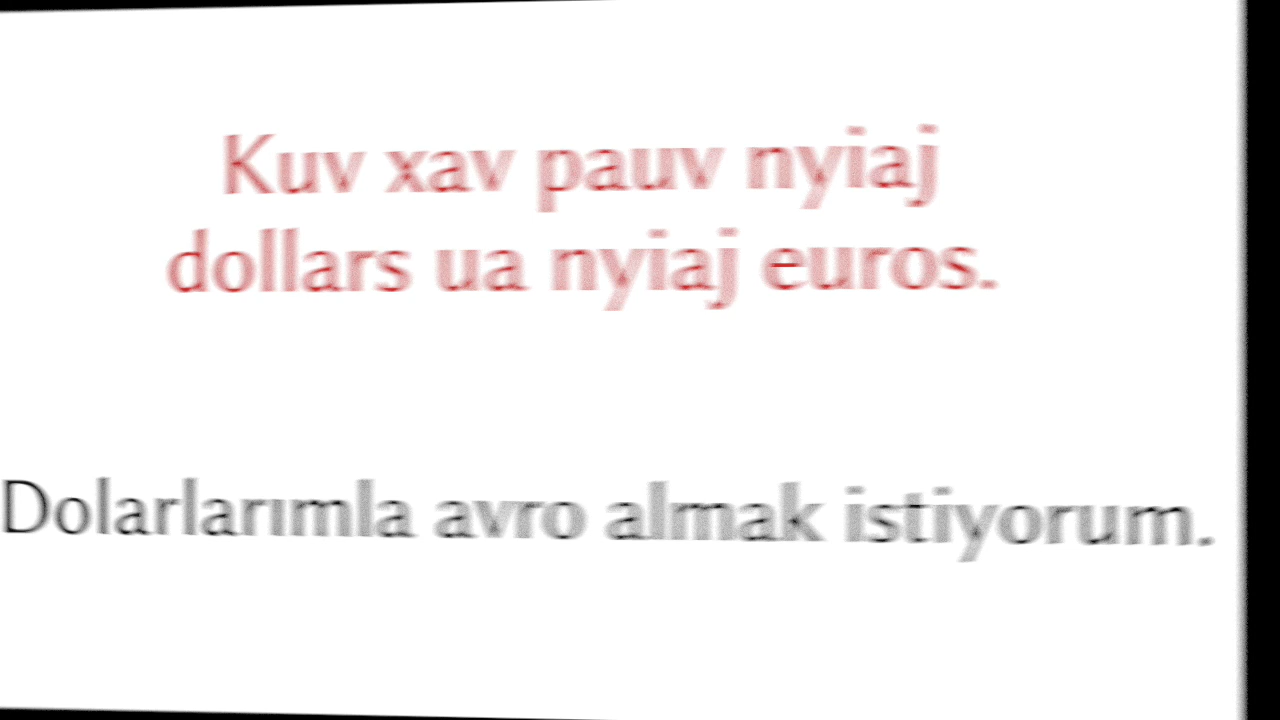 Kuv xav pauv nyiaj
dollars ua nyiaj euros.
Dolarlarımla avro almak istiyorum.